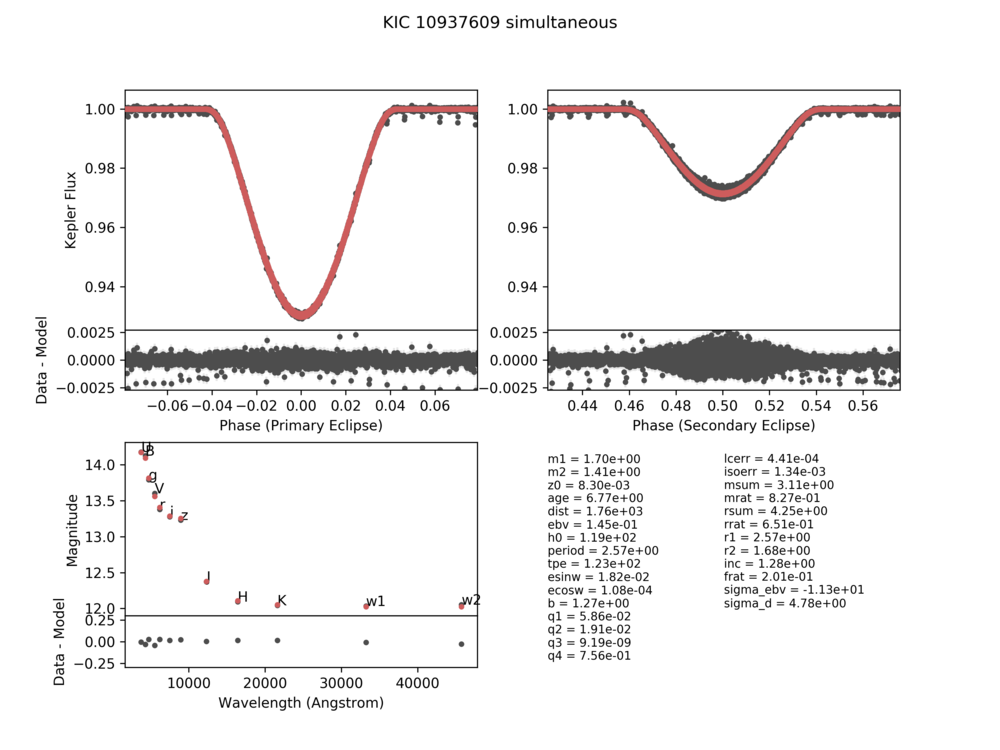 KIC 10937609 simultaneous
Kepler Flux
1.00
0.98
0.96
0.94
1.00
0.98
0.96
0.94
Data - Model
0.0025
0.0000
−0.0025
0.0025
0.0000
−0.0025
−0.06 −0.04 −0.02 0.00 0.02 0.04 0.06
Phase (Primary Eclipse)
0.44 0.46 0.48 0.50 0.52 0.54 0.56
Phase (Secondary Eclipse)
Magnitude
14.0
13.5
13.0
12.5
12.0
B
g
V
r
i
z
J
H
K
w1
w2
Data - Model
0.25
0.00
−0.25
10000 20000 30000 40000
Wavelength (Angstrom)
m1 = 1.70e+00
m2 = 1.41e+00
z0 = 8.30e-03
age = 6.77e+00
dist = 1.76e+03
ebv = 1.45e-01
h0 = 1.19e+02
period = 2.57e+00
tpe = 1.23e+02
esinw = 1.82e-02
ecosw = 1.08e-04
b = 1.27e+00
q1 = 5.86e-02
q2 = 1.91e-02
q3 = 9.19e-09
q4 = 7.56e-01
lcerr = 4.41e-04
isoerr = 1.34e-03
msum = 3.11e+00
mrat = 8.27e-01
rsum = 4.25e+00
rrat = 6.51e-01
r1 = 2.57e+00
r2 = 1.68e+00
inc = 1.28e+00
frat = 2.01e-01
sigma_ebv = -1.13e+01
sigma_d = 4.78e+00